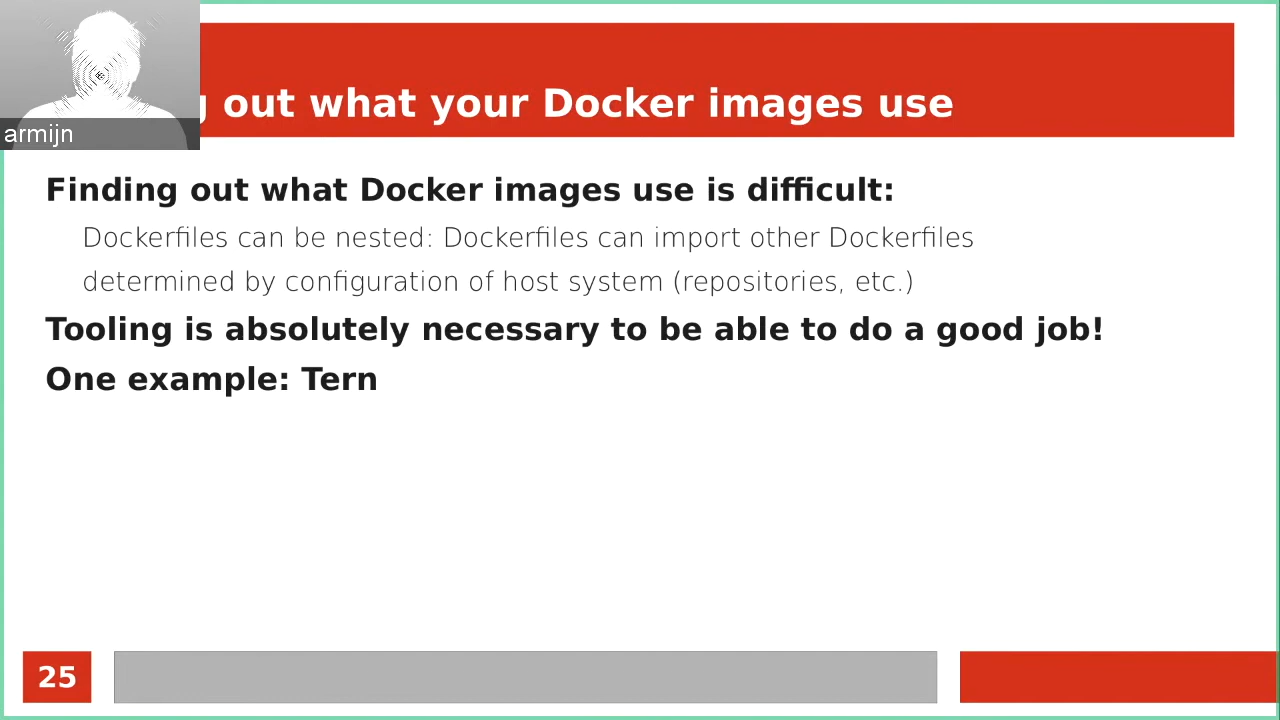 armijn
out what your Docker images use
Finding out what Docker images use is difficult:
Dockerfiles can be nested: Dockerfiles can import other Dockerfiles
determined by configuration of host system (repositories, etc.)
Tooling is absolutely necessary to be able to do a good job!
One example: Tern
25